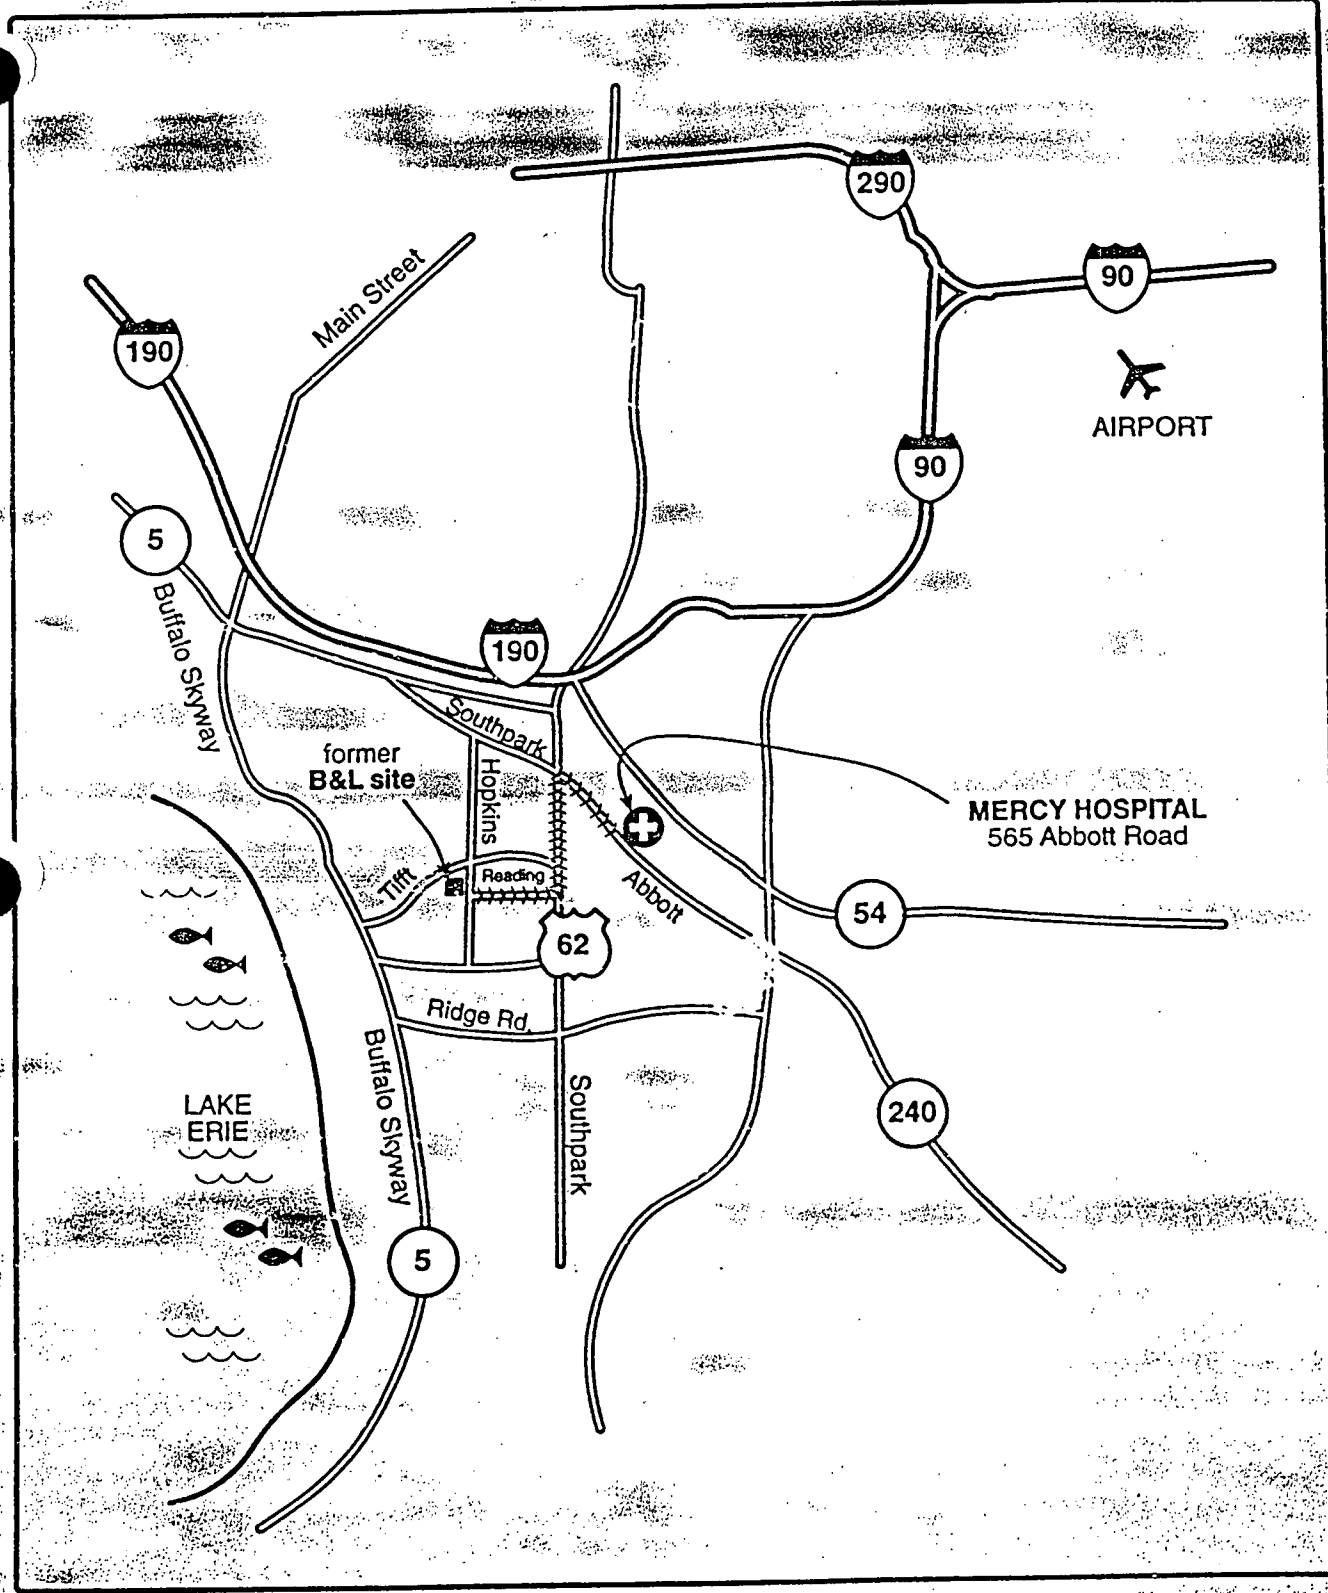 290
90
Main Street
190
AIRPORT
90
5
Buffalo Skyway
190
Southpark
former
B&L site
Hopkins
MERCY HOSPITAL
565 Abbott Road
Tifft
Reading
Abbott
54
62
Ridge Rd.
Buffalo Skyway
Southpark
LAKE
ERIE
240
5